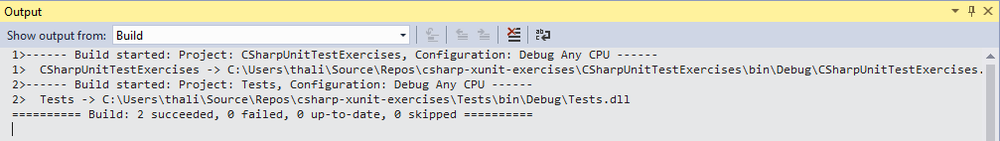 Output
Show output from: Build
1>------ Build started: Project: CSharpUnitTestExercises, Configuration: Debug Any CPU ------
1>  CSharpUnitTestExercises -> C:\Users\thali\Source\Repos\csharp-xunit-exercises\CSharpUnitTestExercises\bin\Debug\CSharpUnitTestExercises.
2>------ Build started: Project: Tests, Configuration: Debug Any CPU ------
2>  Tests -> C:\Users\thali\Source\Repos\csharp-xunit-exercises\Tests\bin\Debug\Tests.dll
========== Build: 2 succeeded, 0 failed, 0 up-to-date, 0 skipped ==========